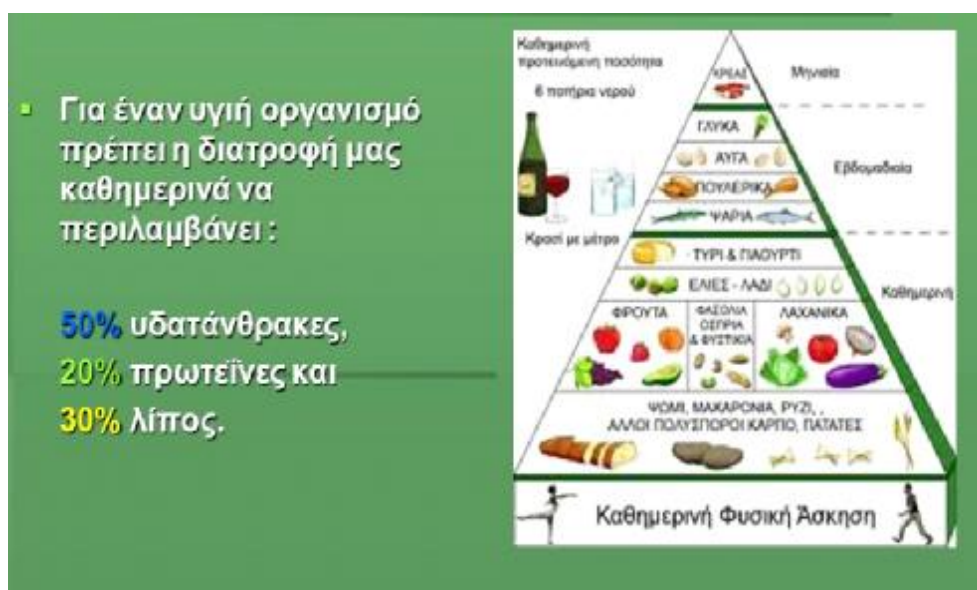 Για έναν υγιή οργανισμό
πρέπει η διατροφή μας
καθημερινά να
περιλαμβάνει :
50% υδατάνθρακες,
20% πρωτεΐνες και
30% λίπος.
Καθημερινή
προτεινόμενη ποσότητα
6 ποτήρια νερού
Κρασί με μέτρο
ΚΡΕΑΣ
Μηνιαία
ΓΛΥΚΑ
ΑΥΓΑ
Εβδομαδιαία
ΠΟΥΛΕΡΙΚΑ
ΨΑΡΙΑ
ΤΥΡΙ & ΓΙΑΟΥΡΤΙ
ΕΛΙΕΣ - ΛΑΔΙ
Καθημερινή
ΦΡΟΥΤΑ
ΦΑΣΟΛΙΑ
ΟΣΠΡΙΑ
& ΦΥΣΤΙΚΙΑ
ΛΑΧΑΝΙΚΑ
ΨΩΜΙ, ΜΑΚΑΡΟΝΙΑ, ΡΥΖΙ, ,
ΑΛΛΟΙ ΠΟΛΥΣΠΟΡΟΙ ΚΑΡΠΟΙ, ΠΑΤΑΤΕΣ
Καθημερινή Φυσική Άσκηση